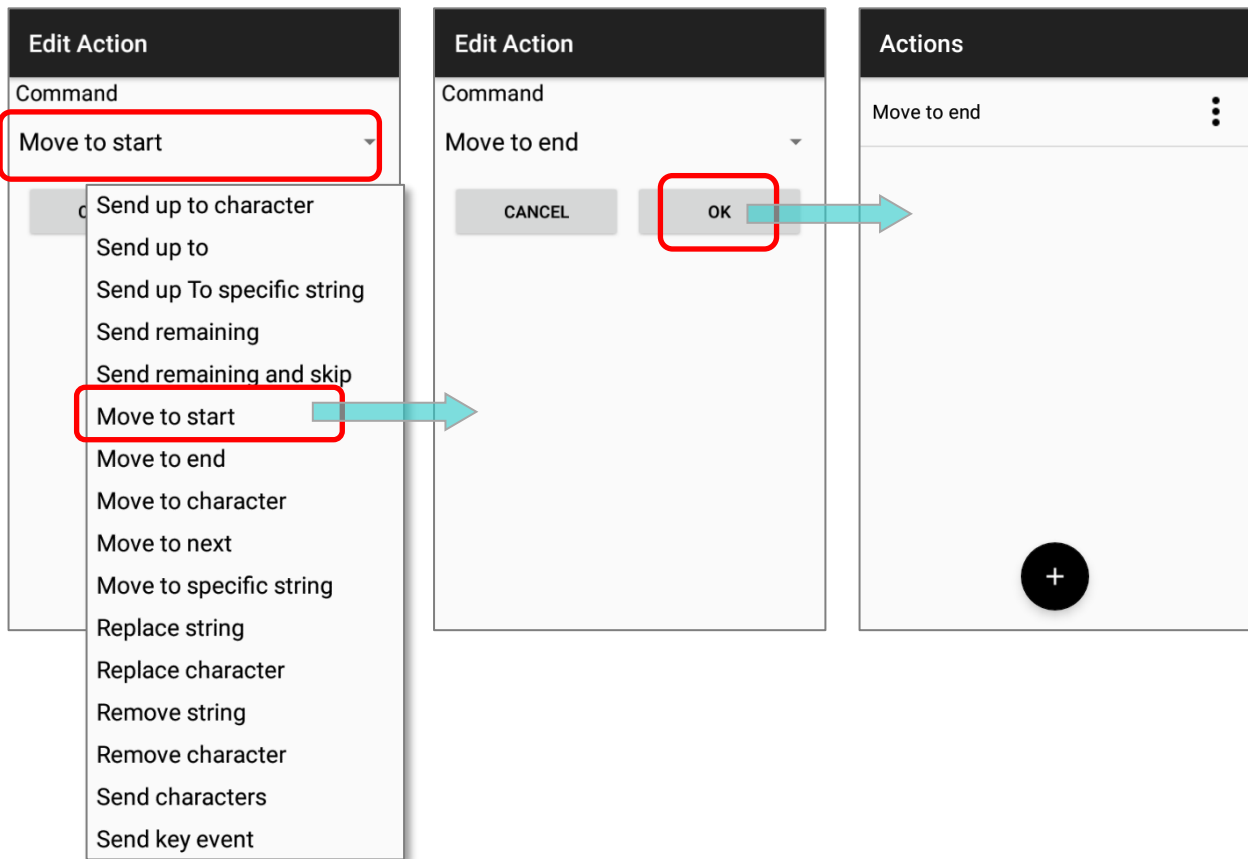 Edit Action
Command
Move to start
C
Send up to character
Send up to
Send up To specific string
Send remaining
Send remaining and skip
Move to start
Move to end
Move to character
Move to next
Move to specific string
Replace string
Replace character
Remove string
Remove character
Send characters
Send key event
Edit Action
Command
Move to end
CANCEL OK
Actions
Move to end
+